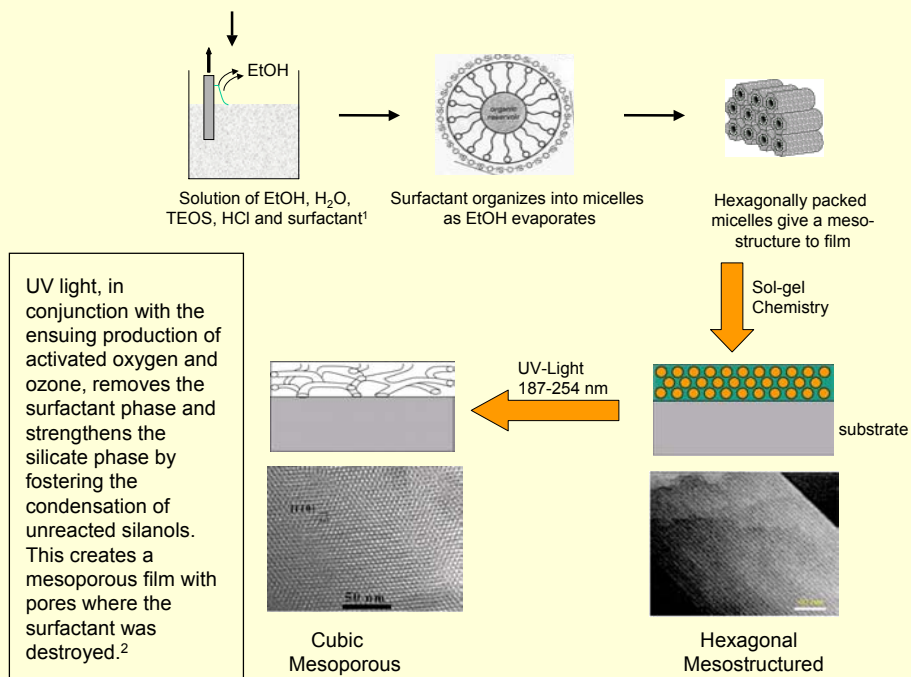 EtOH
Solution of EtOH, H₂O,
TEOS, HCl and surfactant¹
organic
reservoir
Surfactant organizes into micelles
as EtOH evaporates
Hexagonally packed
micelles give a meso-
structure to film
Sol-gel
Chemistry
UV light, in
conjunction with the
ensuing production of
activated oxygen and
ozone, removes the
surfactant phase and
strengthens the
silicate phase by
fostering the
condensation of
unreacted silanols.
This creates a
mesoporous film with
pores where the
surfactant was
destroyed.²
UV-Light
187-254 nm
substrate
50 nm
Cubic
Mesoporous
Hexagonal
Mesostructured